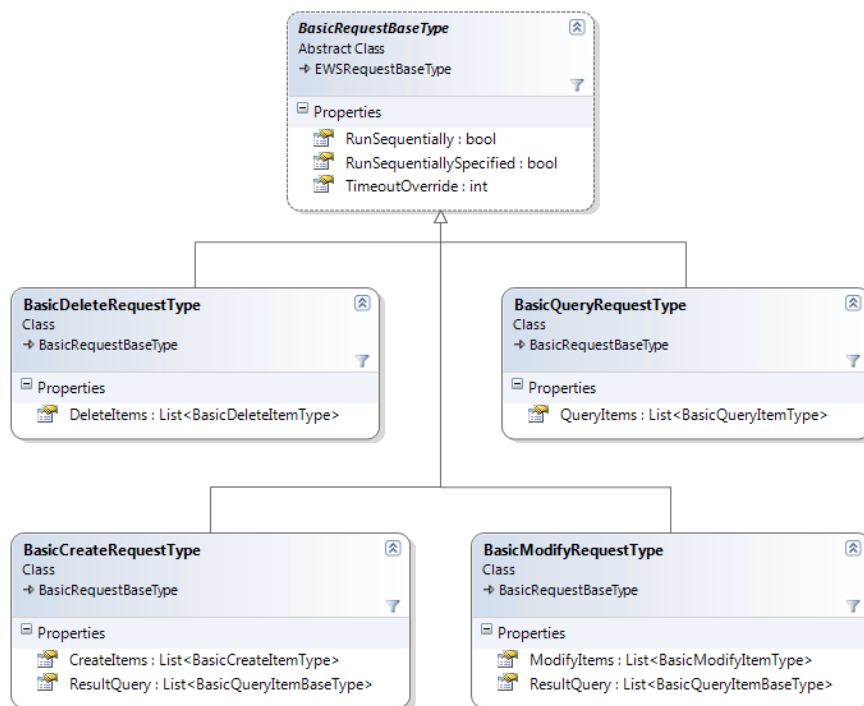 BasicRequestBaseType
Abstract Class
EWSRequestBaseType
Properties
RunSequentially : bool
RunSequentiallySpecified : bool
TimeoutOverride : int
BasicDeleteRequestType
Class
BasicRequestBaseType
Properties
DeleteItems : List<BasicDeleteItemType>
BasicQueryRequestType
Class
BasicRequestBaseType
Properties
QueryItems : List<BasicQueryItemType>
BasicCreateRequestType
Class
BasicRequestBaseType
Properties
CreateItems : List<BasicCreateItemType>
ResultQuery : List<BasicQueryItemBaseType>
BasicModifyRequestType
Class
BasicRequestBaseType
Properties
ModifyItems : List<BasicModifyItemType>
ResultQuery : List<BasicQueryItemBaseType>